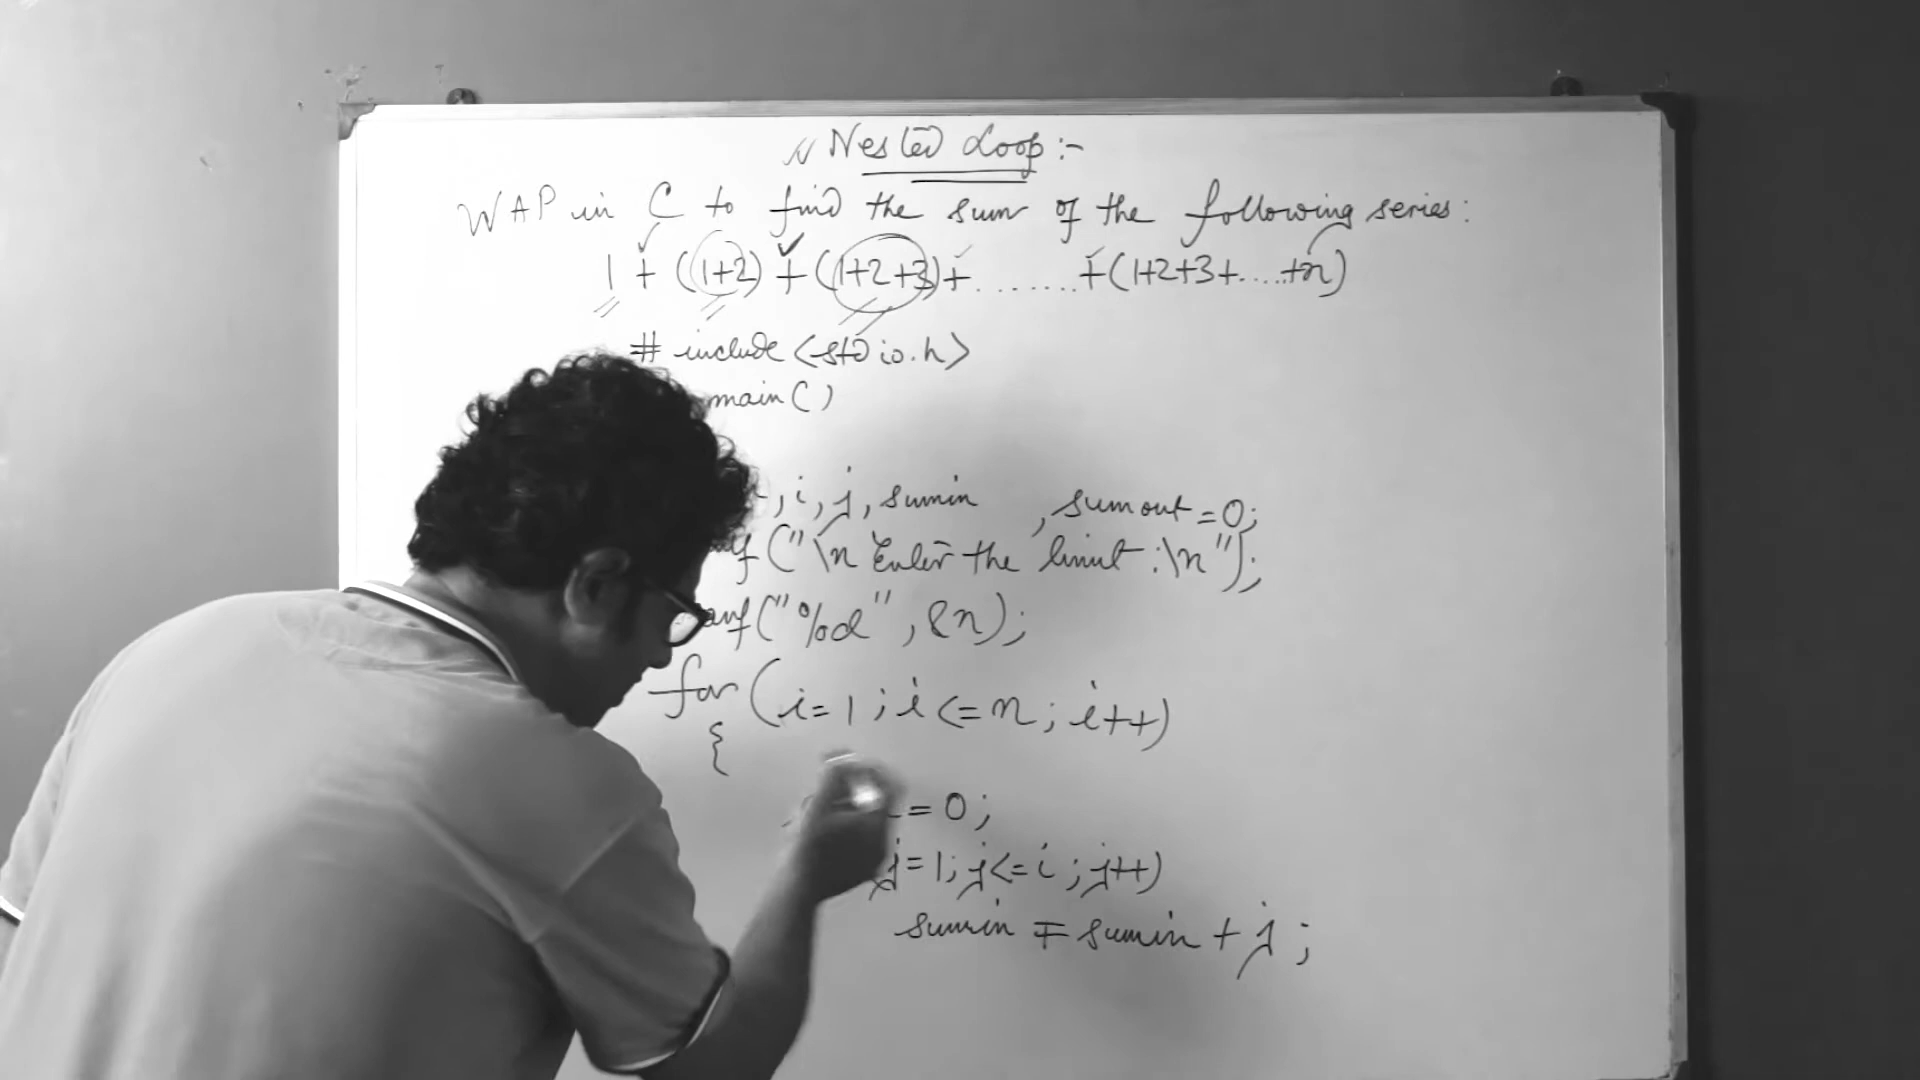 Nested Loop :-
WAP in C to find the sum of the following series :
1 + (1+2) + (1+2+3) + ........ + (1+2+3+....+n)
# include <stdio.h>
main ()
, i, j, sumin , sumout = 0;
f ("\n Enter the limit :\n");
anf ("%d", &n);
for (i=1 ; i <= n ; i++)
{
= 0 ;
j = 1; j <= i ; j++)
sumin = sumin + j ;